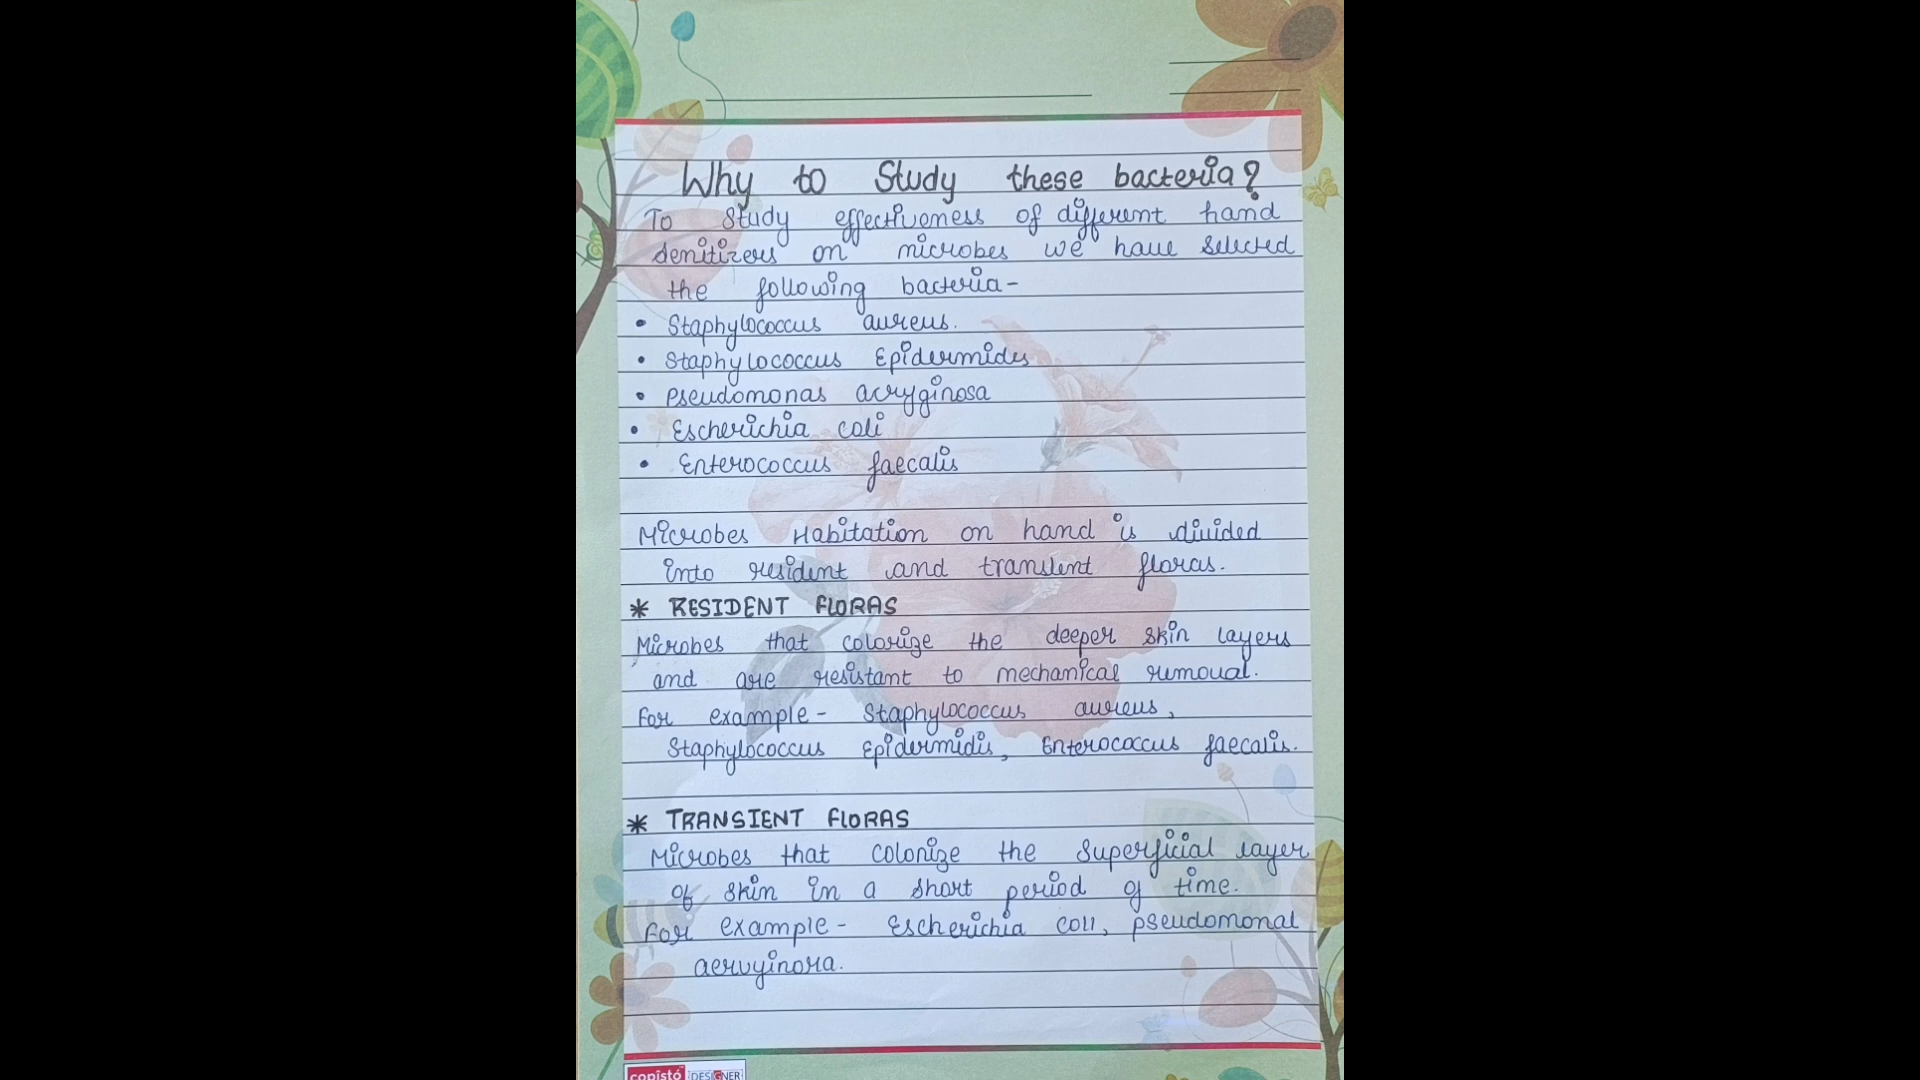 Why to Study these bacteria?
To Study effectiveness of different hand
senitizers on microbes we have selected
the following bacteria-
• Staphylococcus aureus.
• Staphylococcus Epidermides
• Pseudomonas aeryginosa
• Escherichia coli
• Enterococcus faecalis
Microbes Habitation on hand is divided
into resident and transient floras.
* RESIDENT FLORAS
Microbes that colonize the deeper skin layers
and are resistant to mechanical removal.
For example- Staphylococcus aureus,
Staphylococcus Epidermidis, Enterococcus faecalis.
* TRANSIENT FLORAS
Microbes that colonize the Superficial layer
of skin in a short period of time.
For example- Escherichia coli, pseudomonal
aeruyinora.
copisto DESIGNER